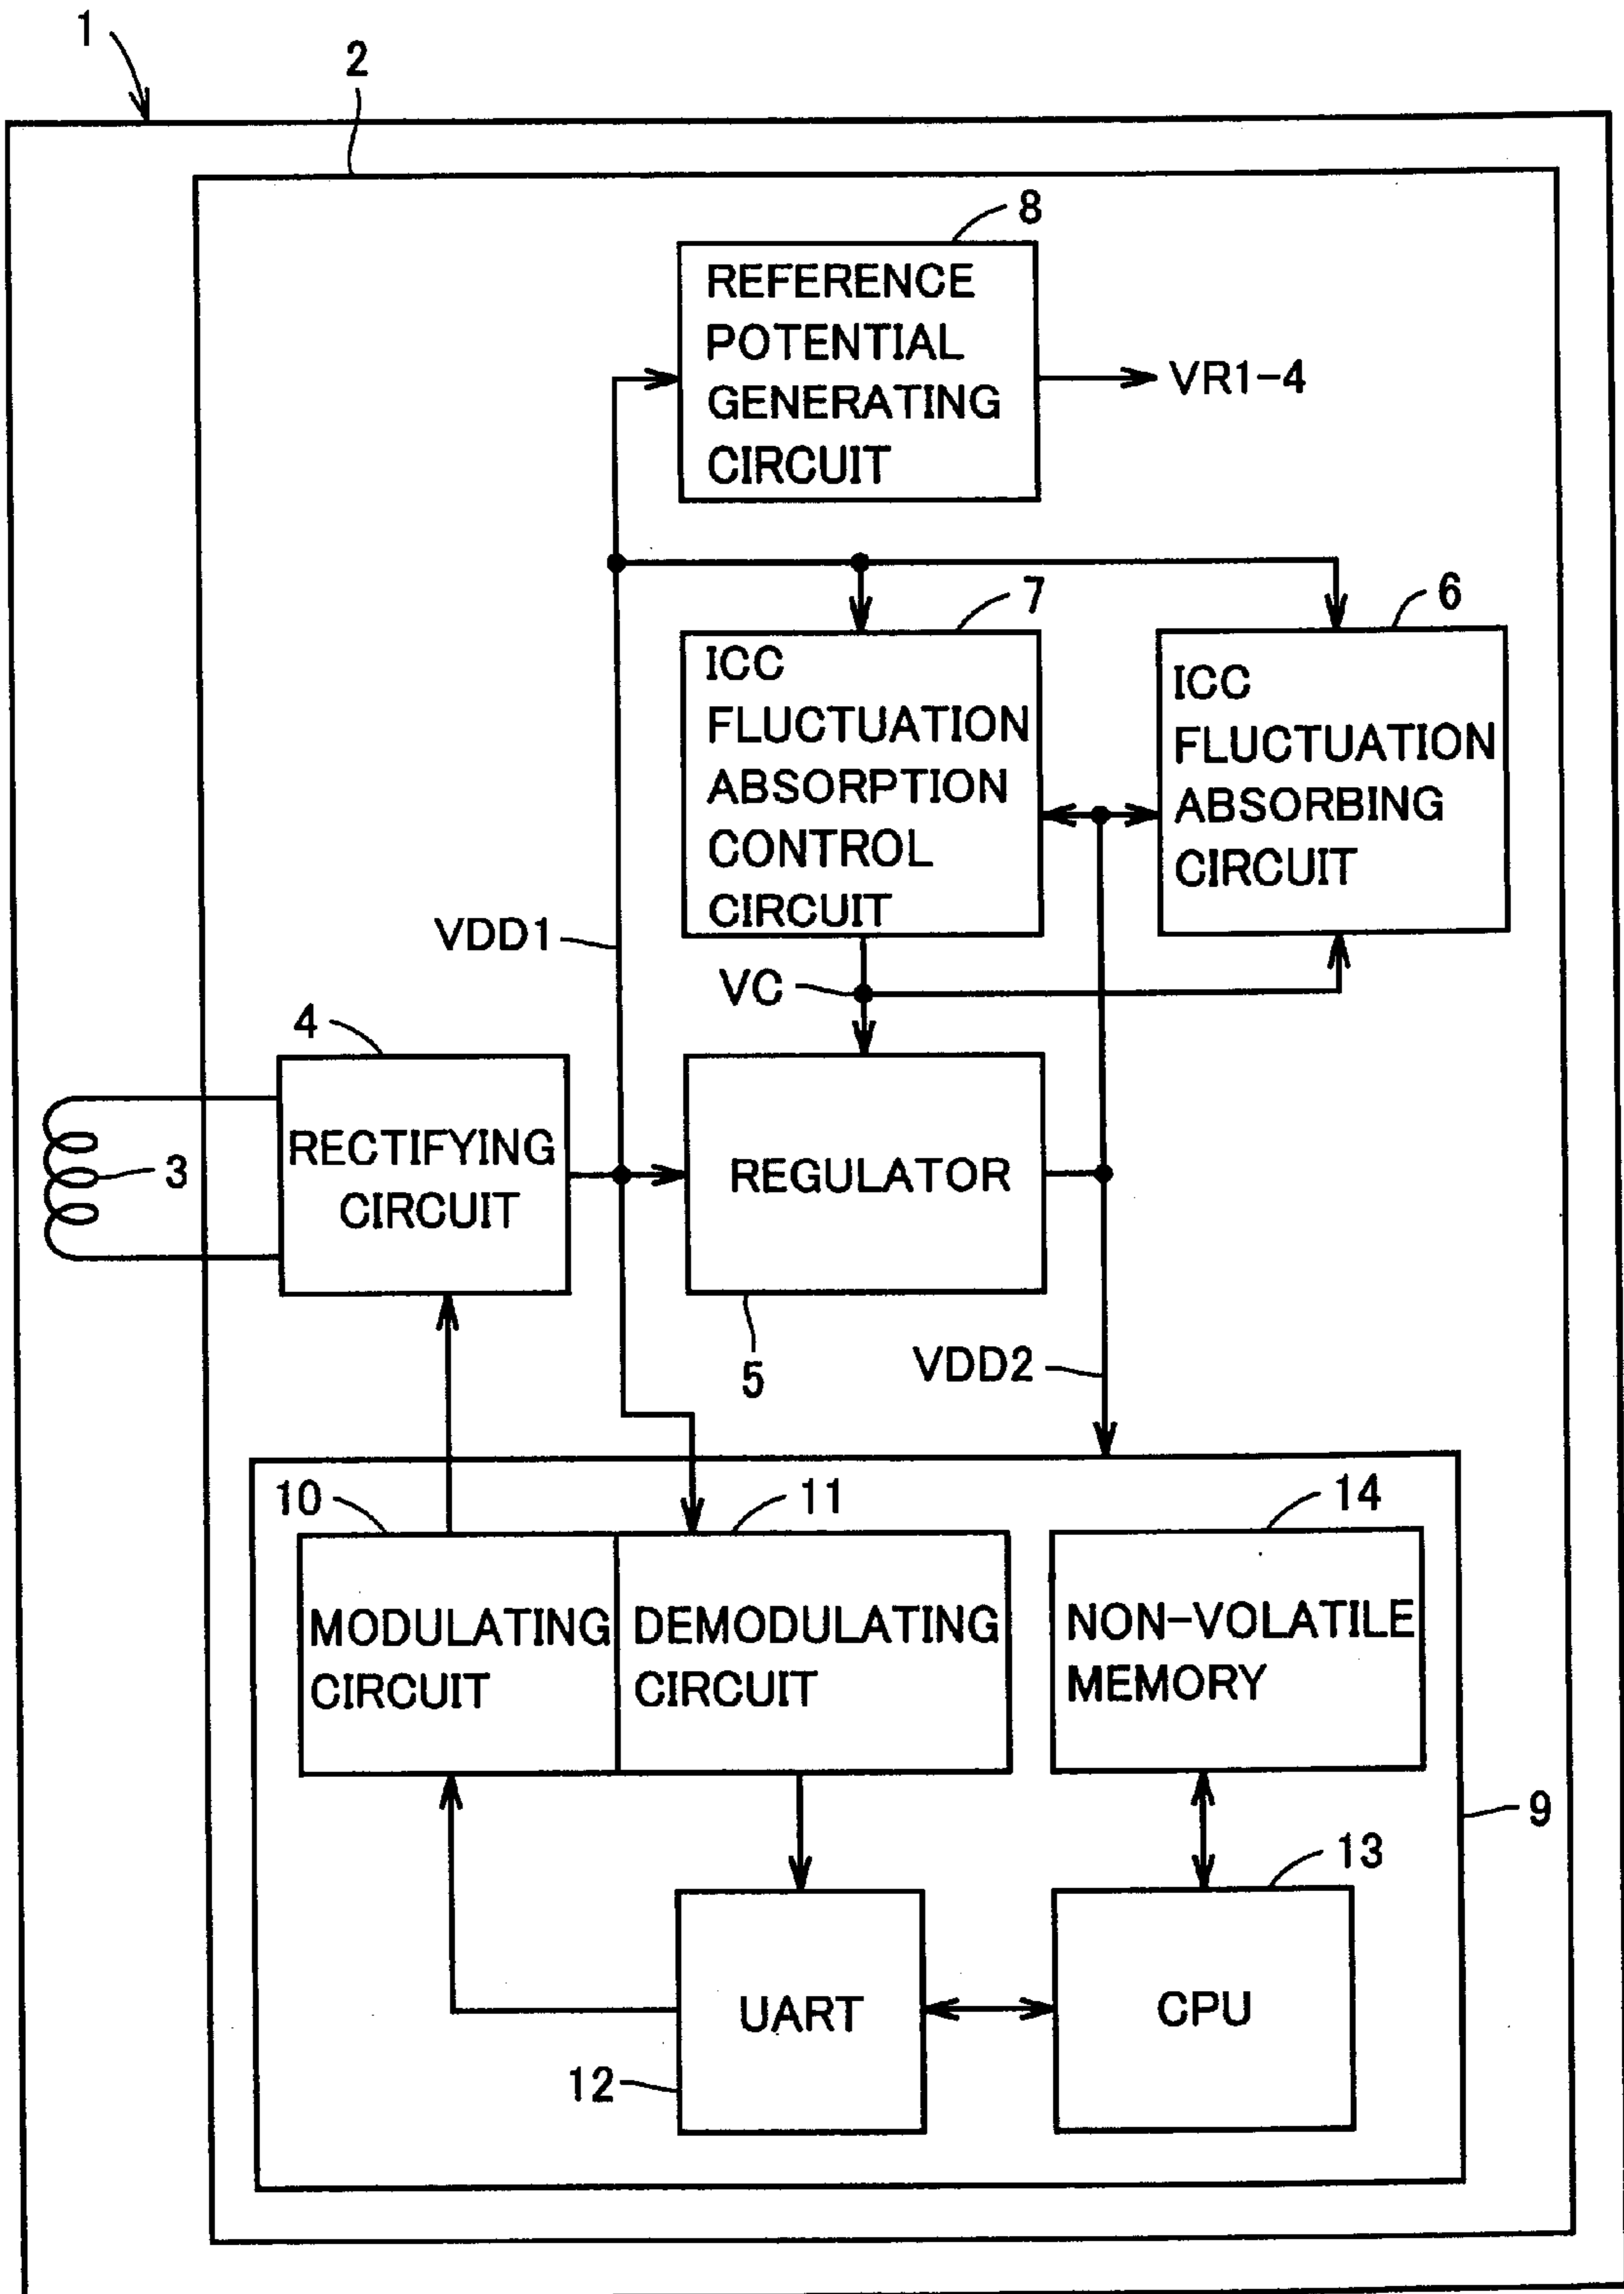 1
2
8
REFERENCE
POTENTIAL
GENERATING
CIRCUIT
VR1-4
7
6
ICC
FLUCTUATION
ABSORPTION
CONTROL
CIRCUIT
ICC
FLUCTUATION
ABSORBING
CIRCUIT
VDD1
VC
4
RECTIFYING
CIRCUIT
3
REGULATOR
5
VDD2
10
11
14
MODULATING
CIRCUIT
DEMODULATING
CIRCUIT
NON-VOLATILE
MEMORY
9
13
UART
CPU
12